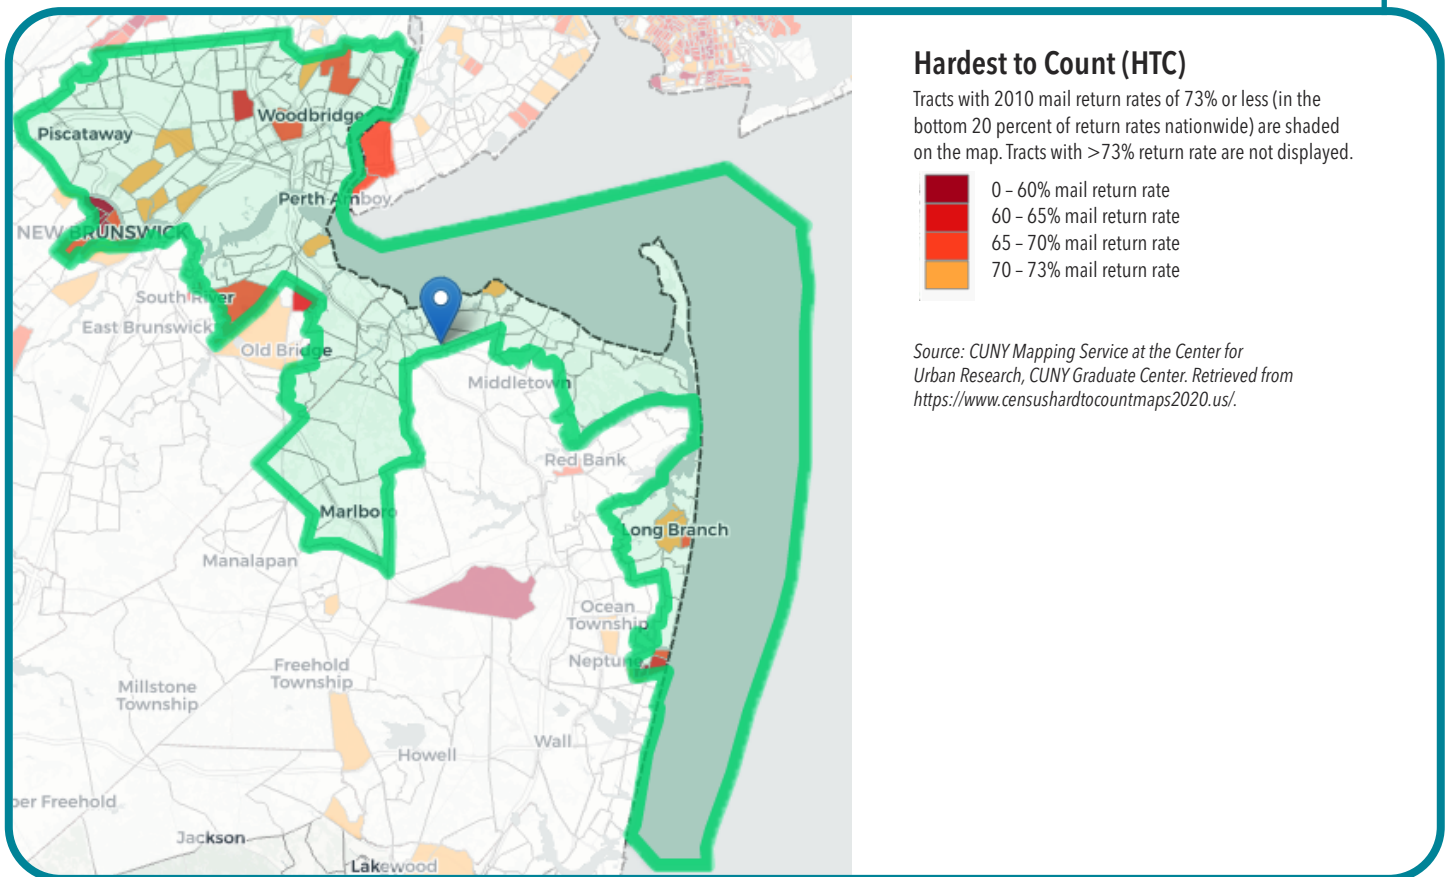 Woodbridge
Piscataway
Perth Amboy
NEW BRUNSWICK
South River
East Brunswick
Old Bridge
Middletown
Red Bank
Marlboro
Long Branch
Manalapan
Ocean
Township
Neptune
Freehold
Township
Millstone
Township
Wall
Howell
per Freehold
Jackson
Lakewood
Hardest to Count (HTC)
Tracts with 2010 mail return rates of 73% or less (in the
bottom 20 percent of return rates nationwide) are shaded
on the map. Tracts with >73% return rate are not displayed.
0 – 60% mail return rate
60 – 65% mail return rate
65 – 70% mail return rate
70 – 73% mail return rate
Source: CUNY Mapping Service at the Center for
Urban Research, CUNY Graduate Center. Retrieved from
https://www.censushardtocountmaps2020.us/.